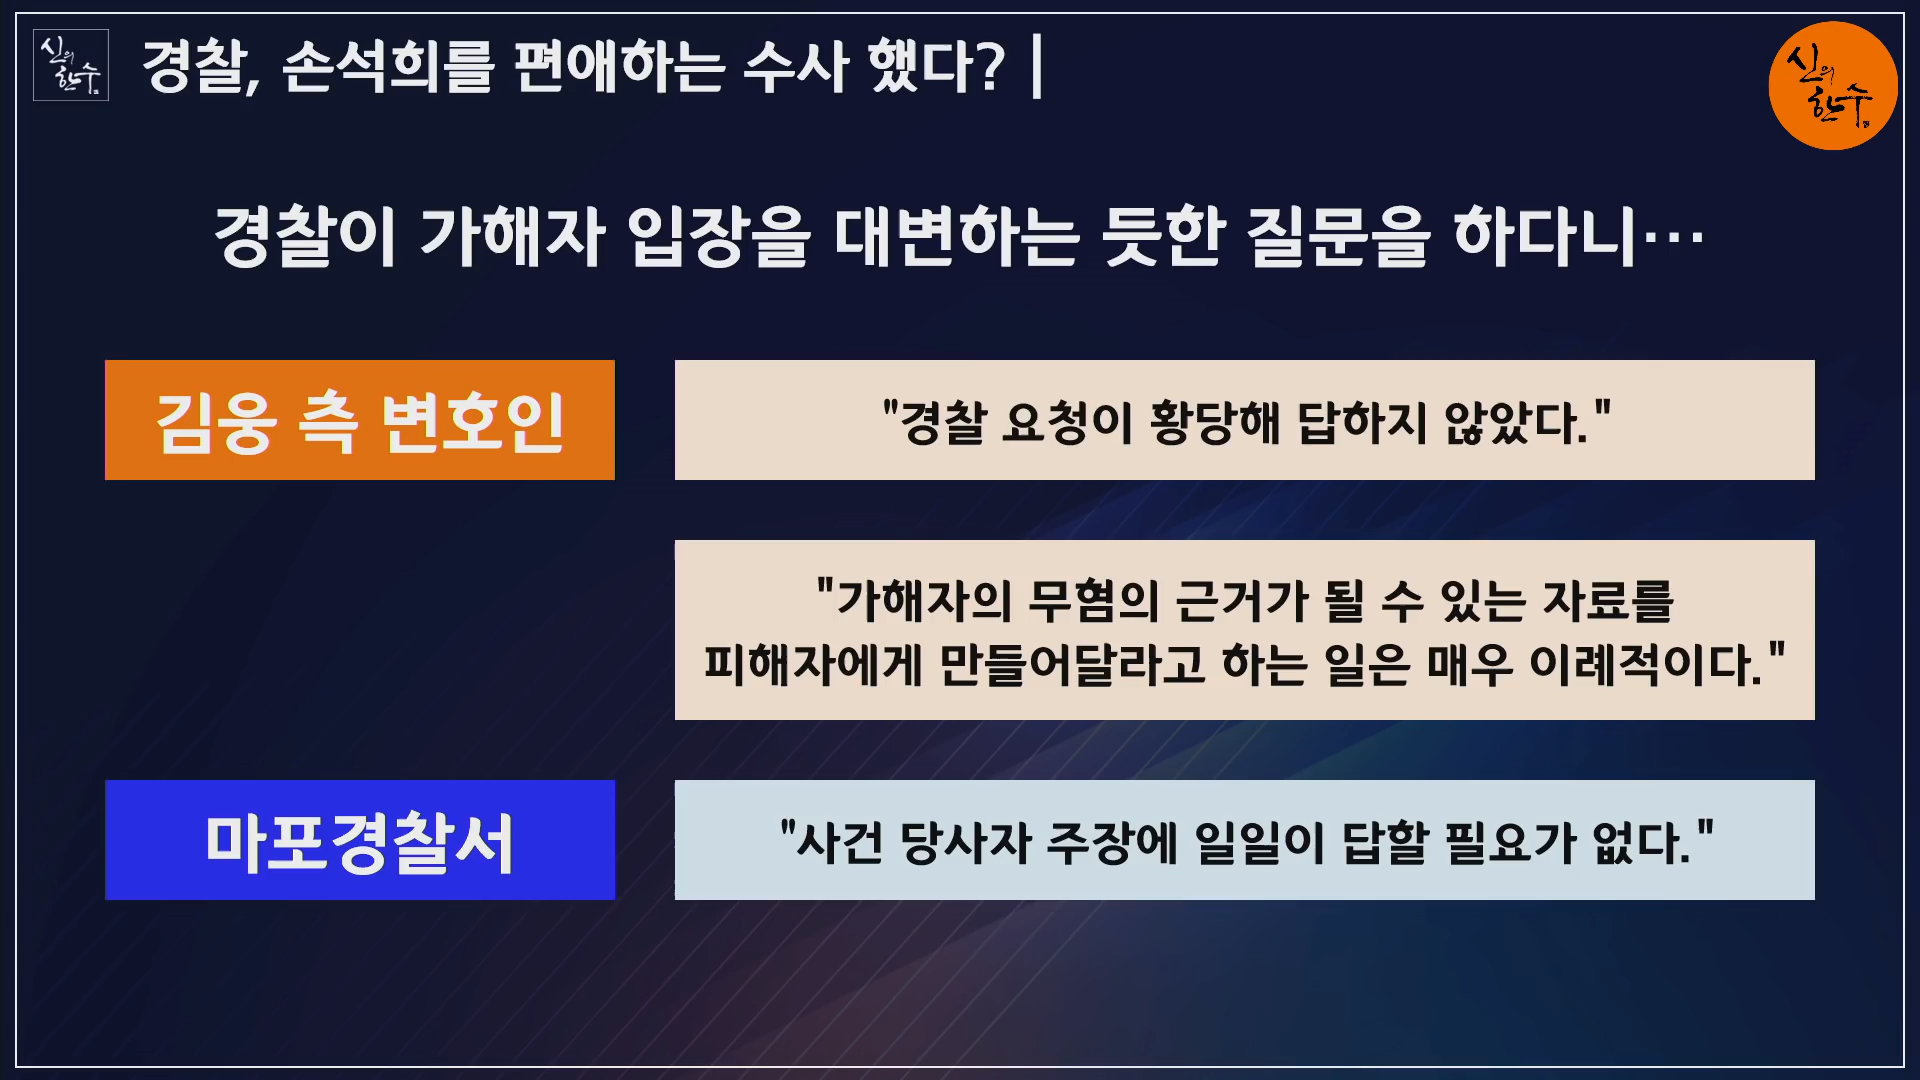 신의
한수
경찰, 손석희를 편애하는 수사 했다?
신의
한수
경찰이 가해자 입장을 대변하는 듯한 질문을 하다니…
김웅 측 변호인
"경찰 요청이 황당해 답하지 않았다."
"가해자의 무혐의 근거가 될 수 있는 자료를
피해자에게 만들어달라고 하는 일은 매우 이례적이다."
마포경찰서
"사건 당사자 주장에 일일이 답할 필요가 없다."